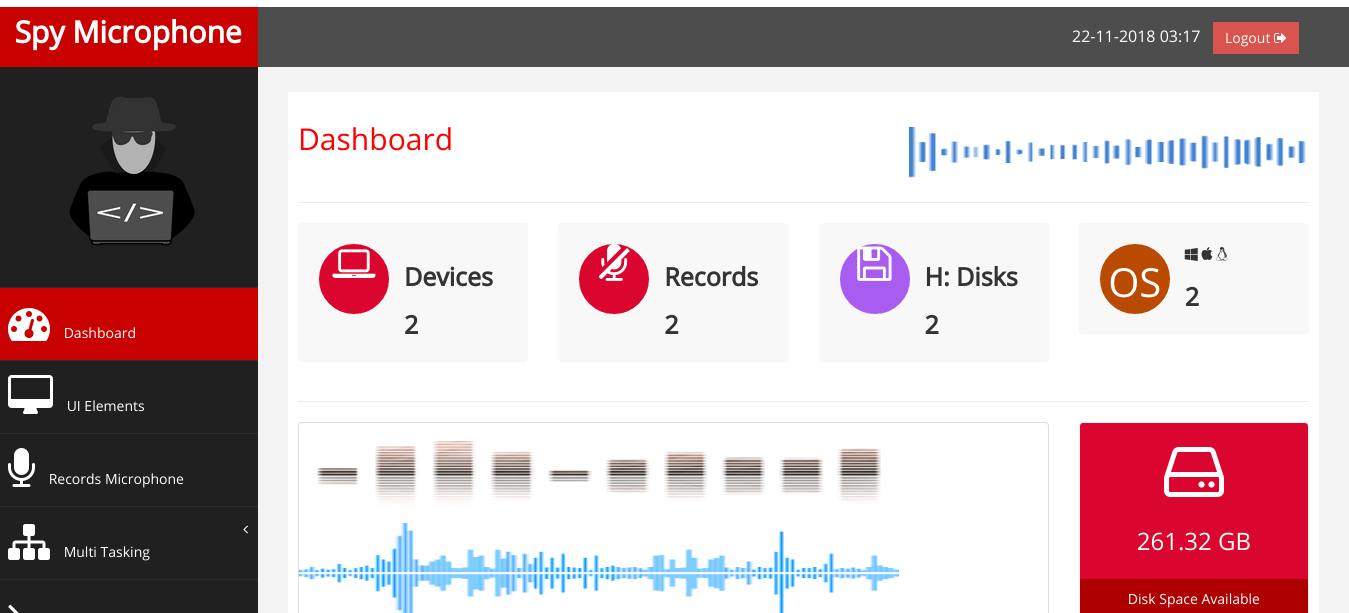 Spy Microphone
22-11-2018 03:17
Logout
</>
Dashboard
UI Elements
Records Microphone
Multi Tasking
Dashboard
Devices
2
Records
2
H: Disks
2
OS
2
261.32 GB
Disk Space Available